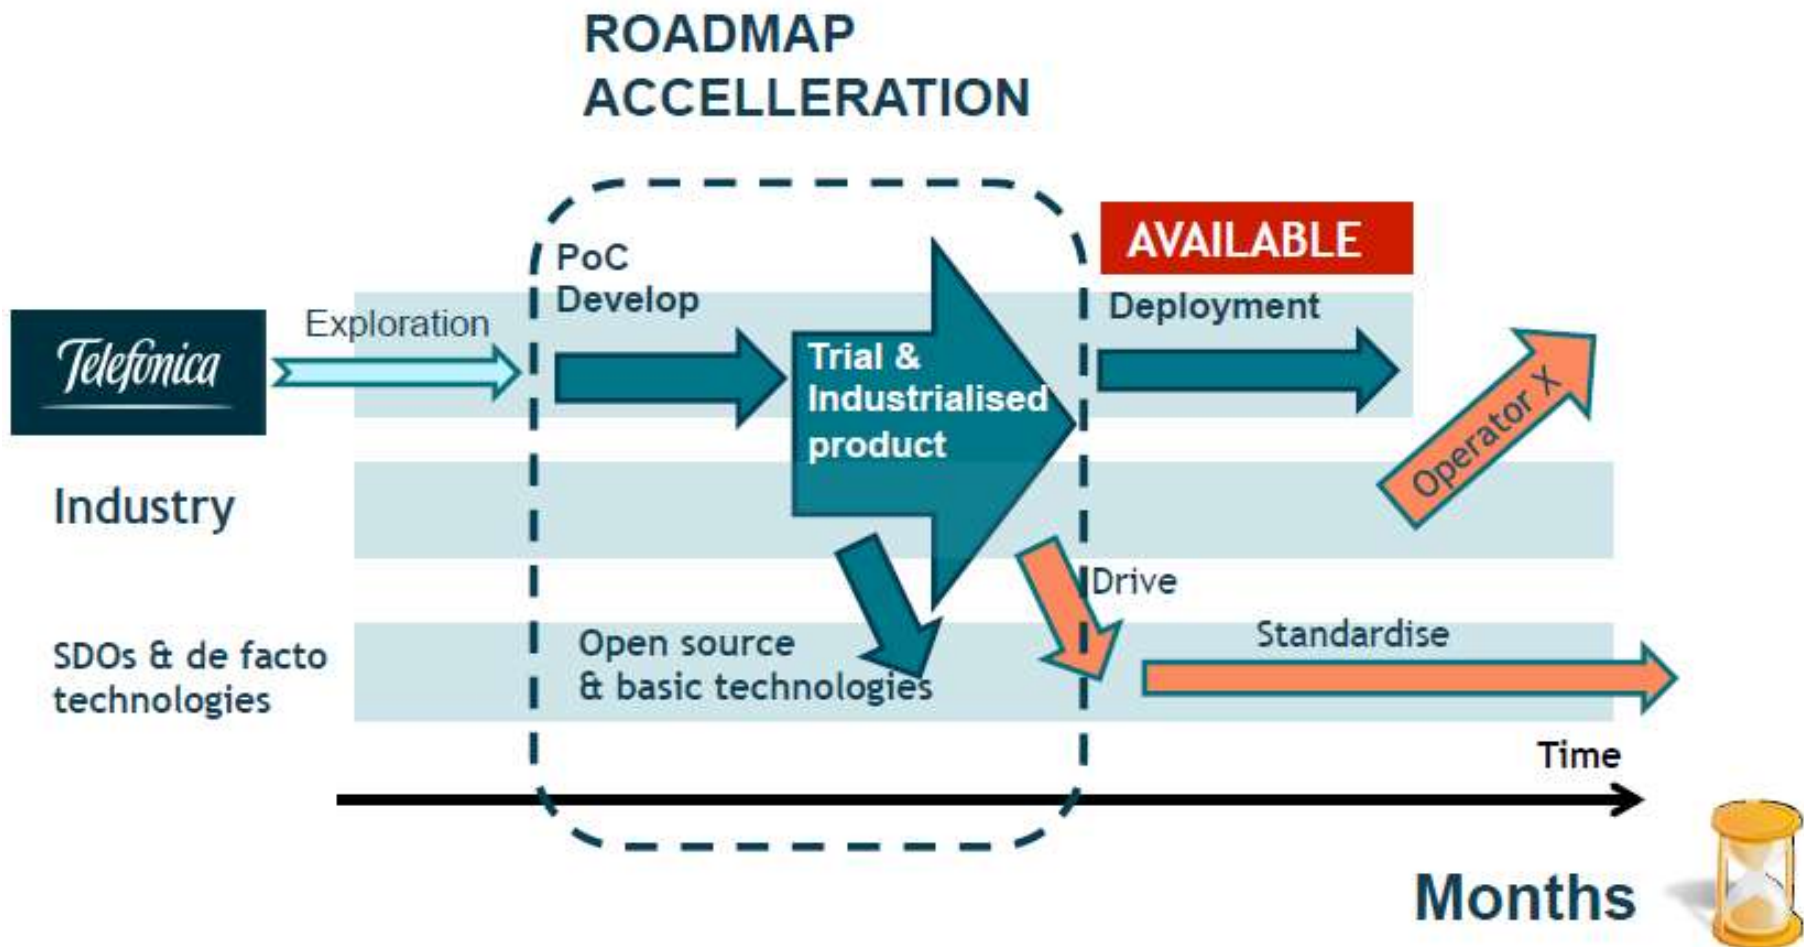 ROADMAP
ACCELLERATION
AVAILABLE
PoC
Develop
Deployment
Exploration
Telefónica
Trial &
Industrialised
product
Operator X
Industry
Drive
SDOs & de facto
technologies
Open source
& basic technologies
Standardise
Time
Months